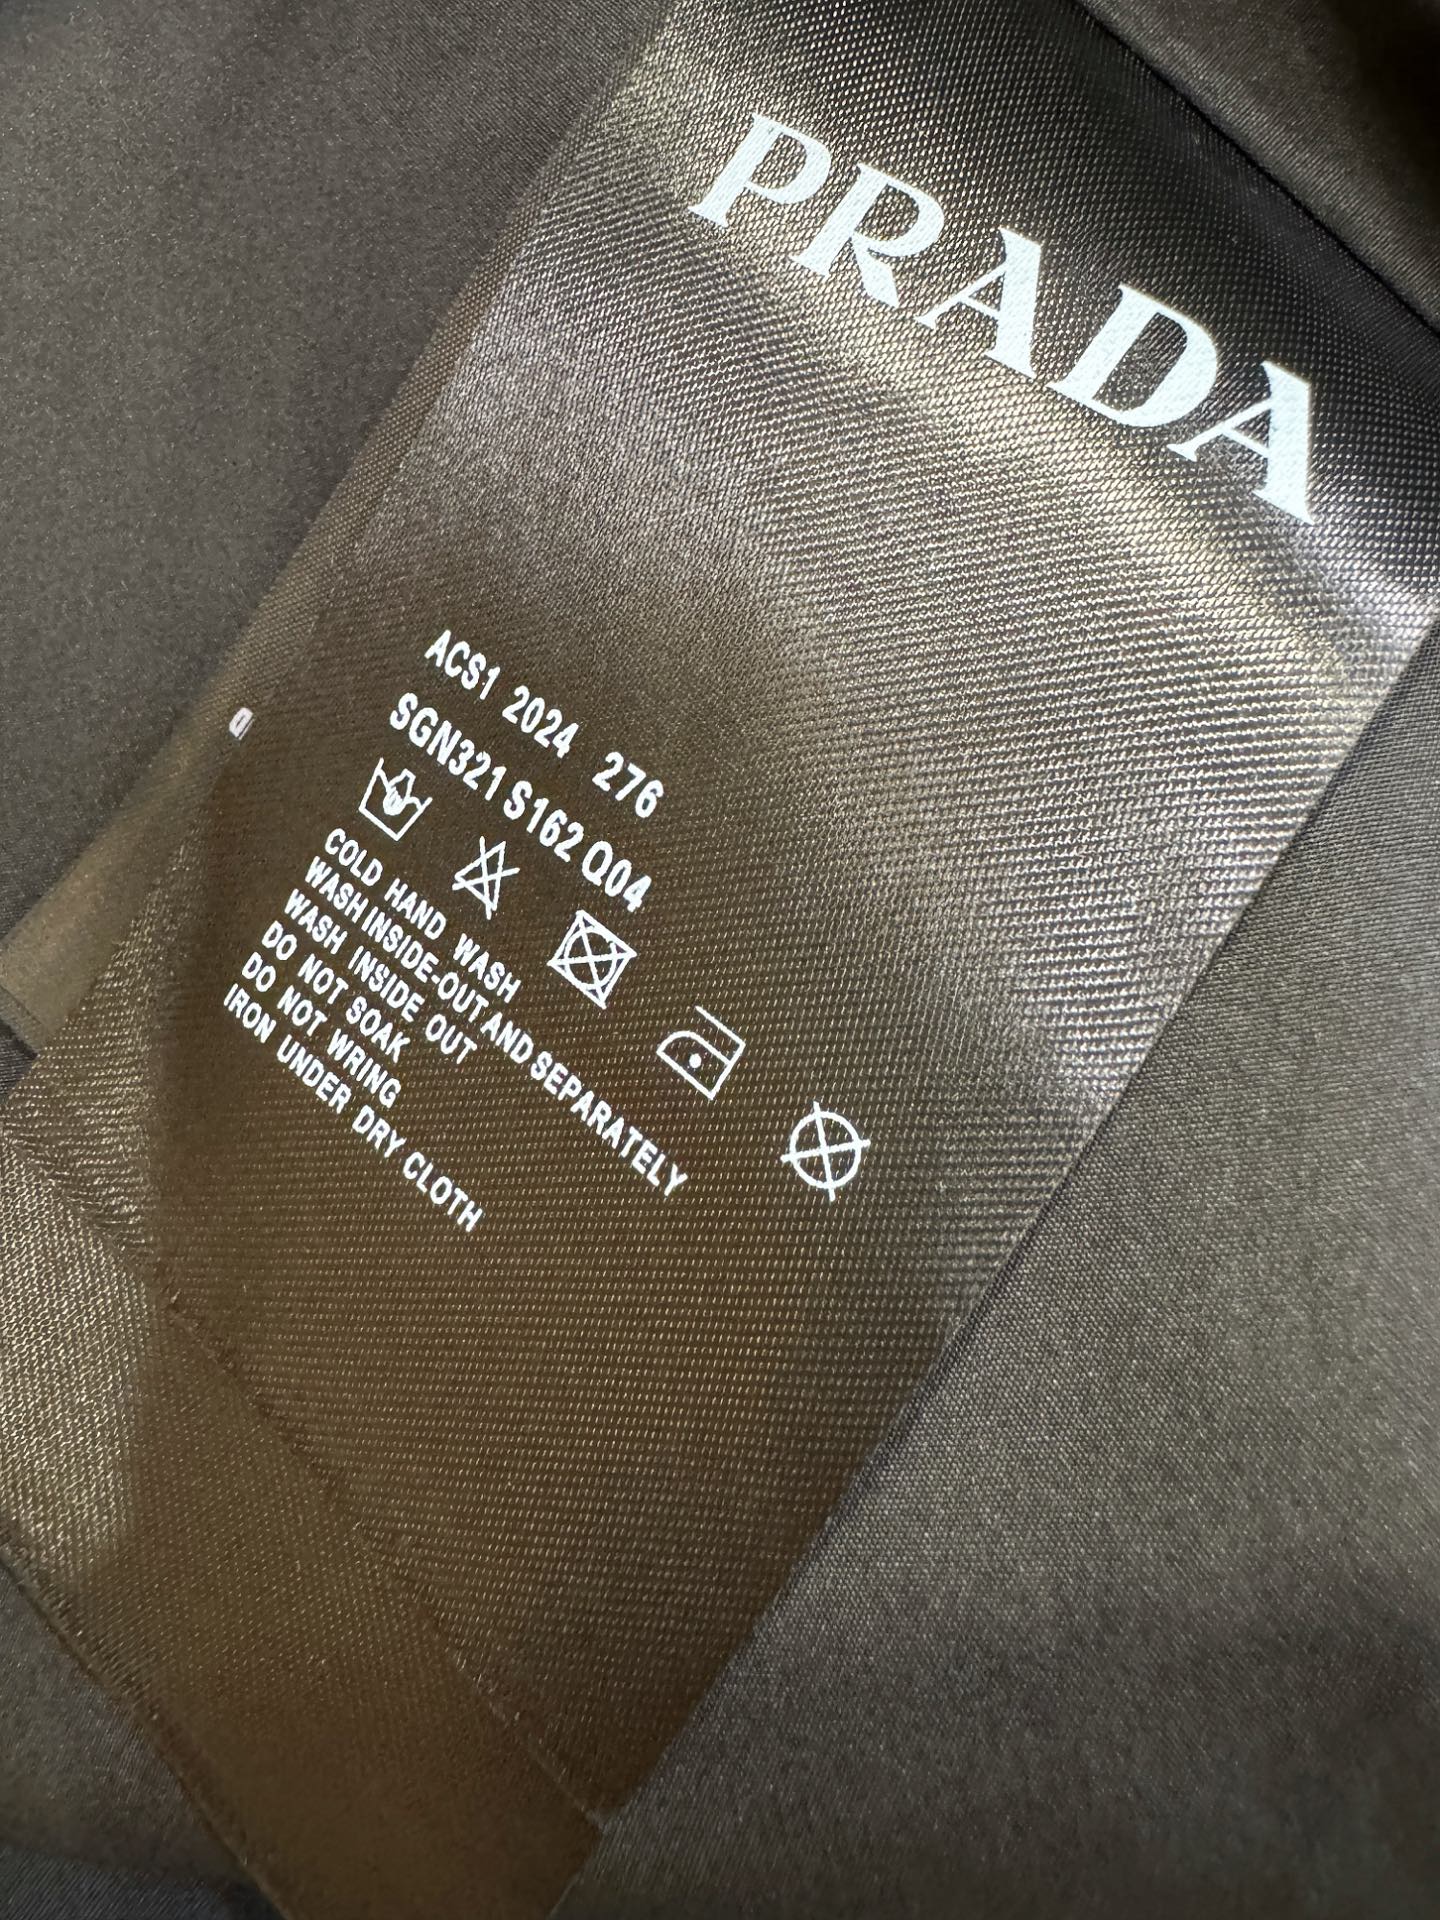 PRADA
ACS1 2024 276
SGN321 S162 Q04
COLD HAND WASH
WASH INSIDE-OUT AND SEPARATELY
WASH INSIDE OUT
DO NOT SOAK
DO NOT WRING
IRON UNDER DRY CLOTH